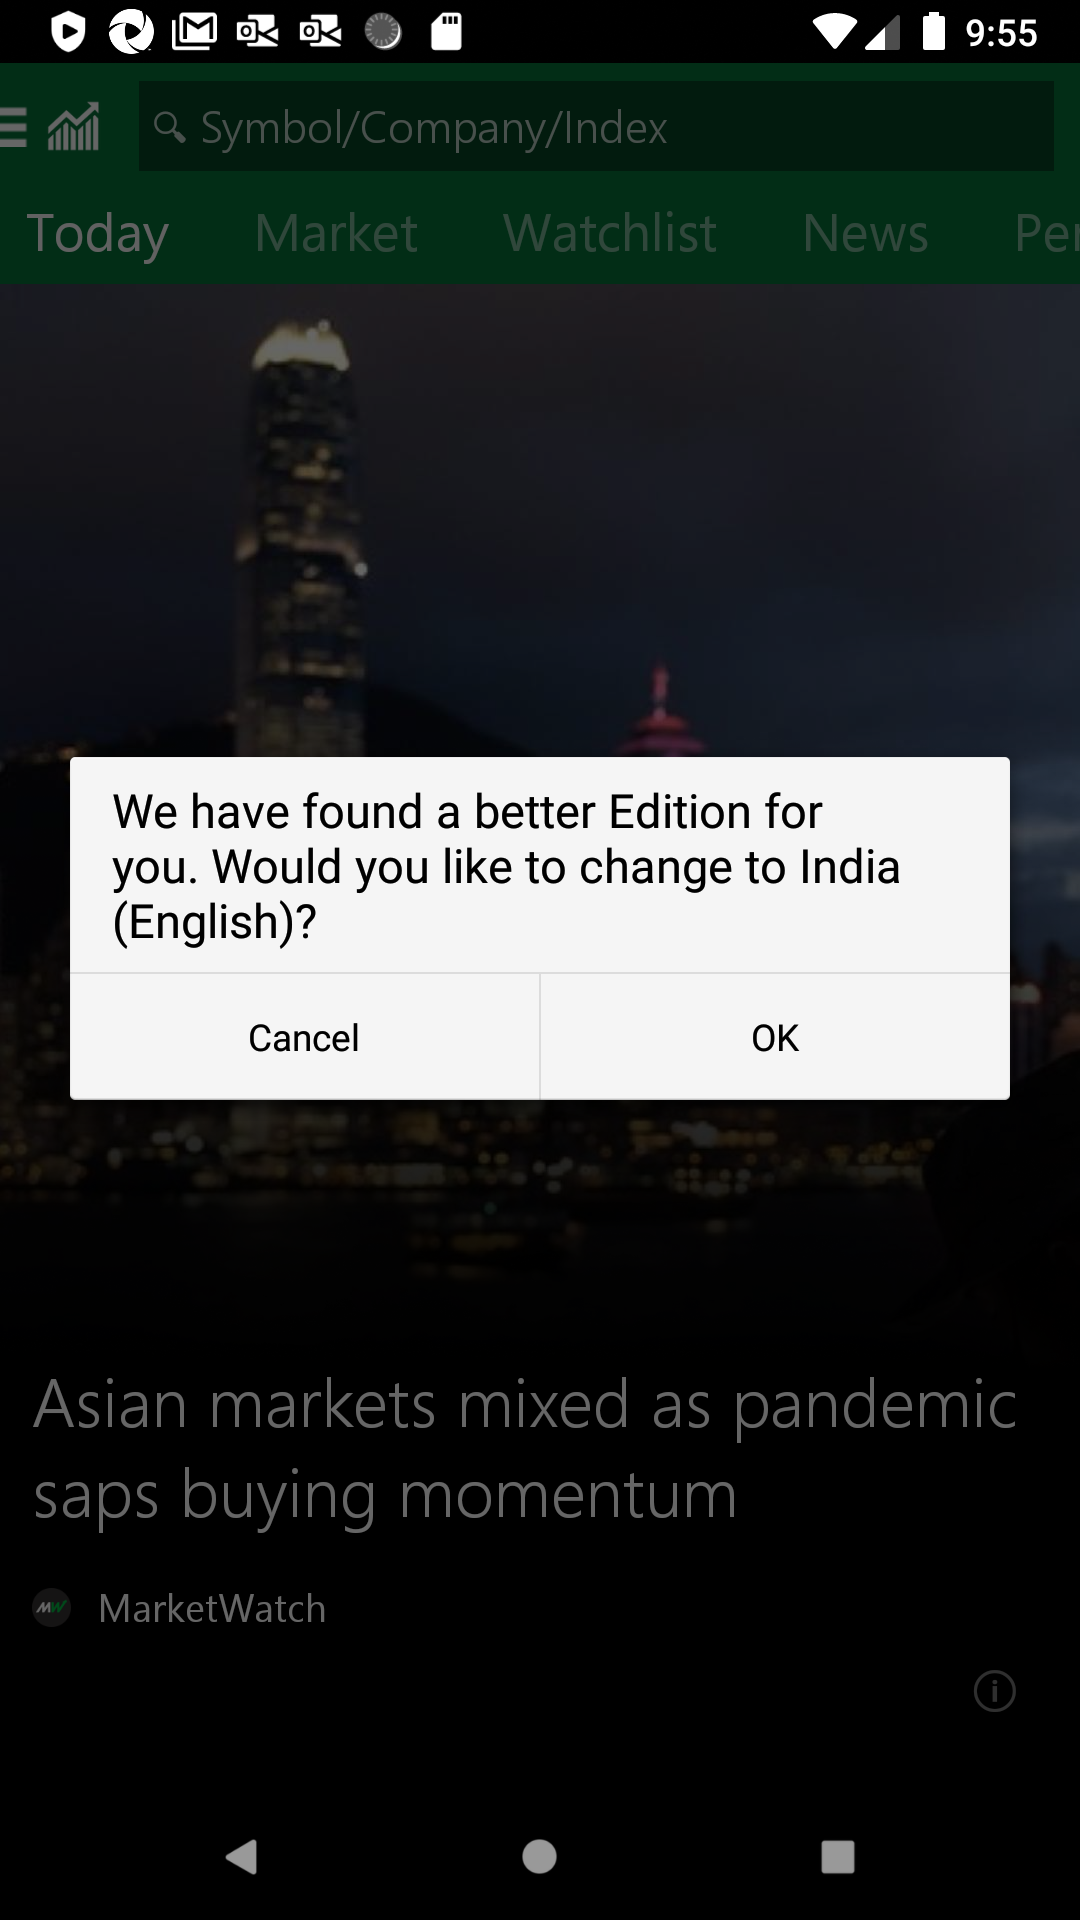 9:55
Symbol/Company/Index
Today Market Watchlist News Per
We have found a better Edition for
you. Would you like to change to India
(English)?
Cancel OK
Asian markets mixed as pandemic
saps buying momentum
MW MarketWatch